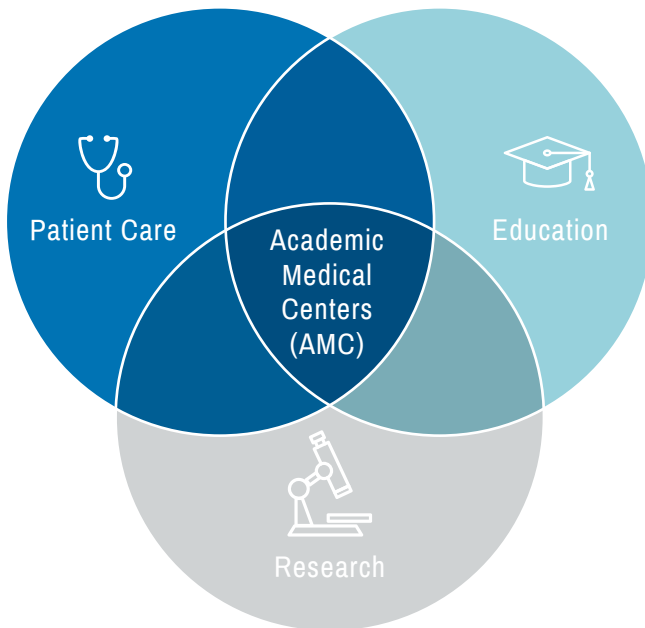 Patient Care
Education
Academic
Medical
Centers
(AMC)
Research